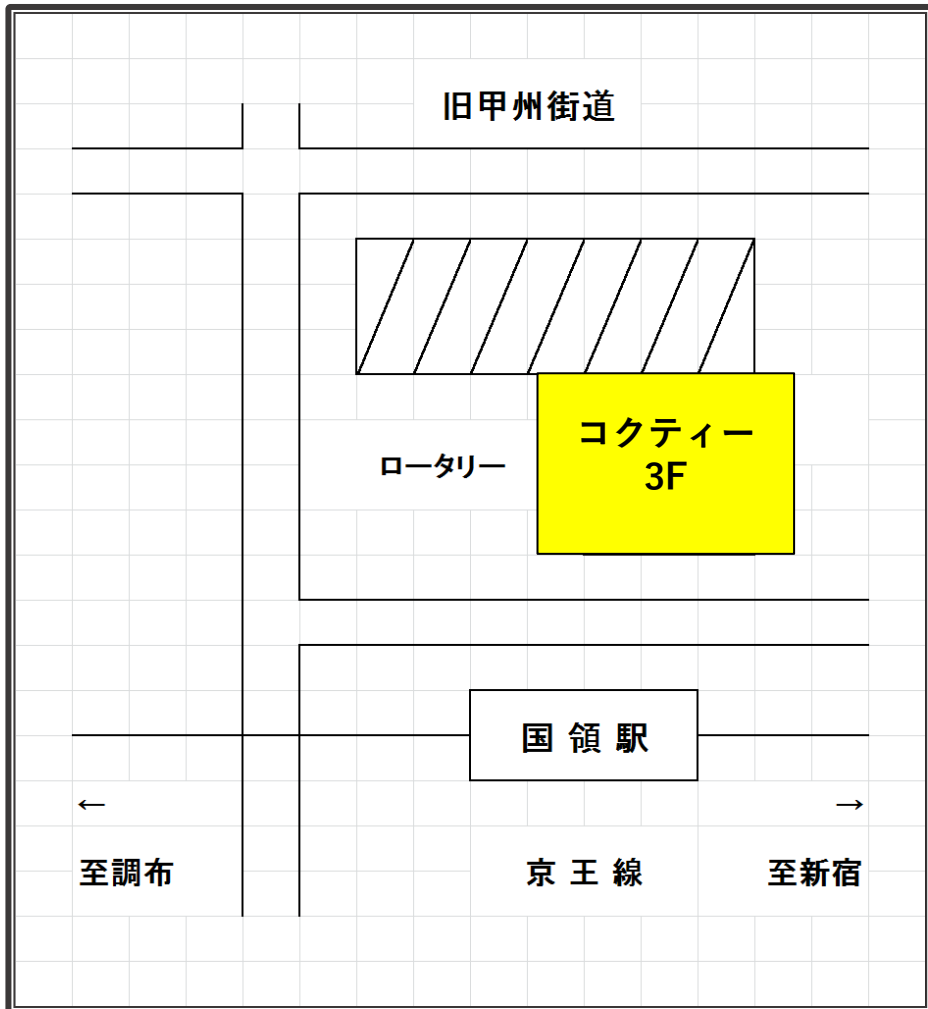 旧甲州街道
コクティー
3F
ロータリー
国領駅
← →
至調布 京王線 至新宿